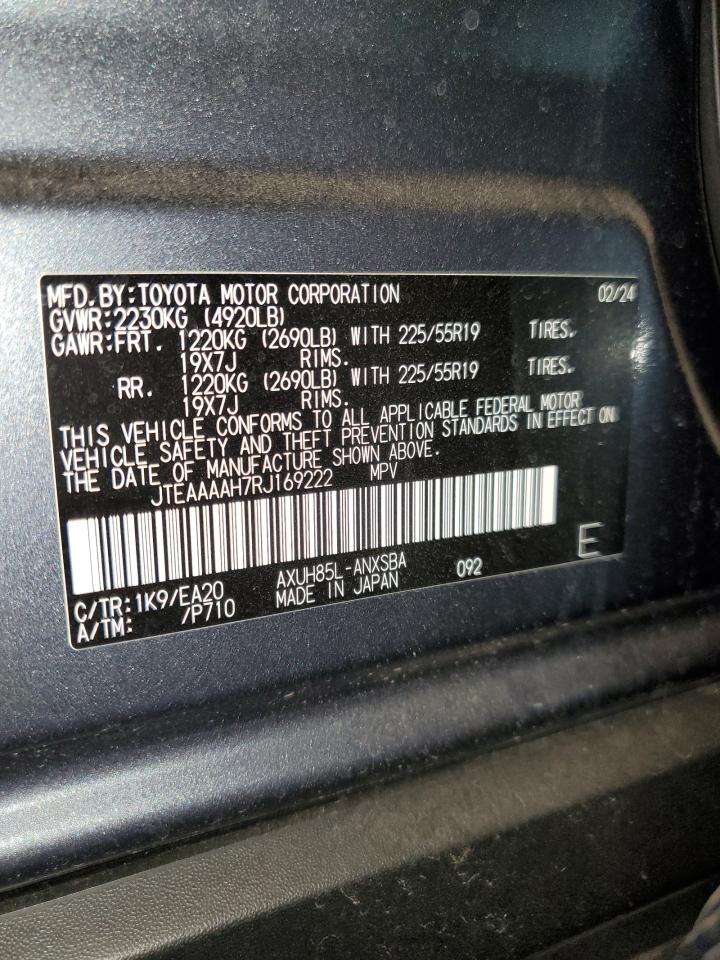 MFD. BY: TOYOTA MOTOR CORPORATION 02/24
GVWR: 2230KG (4920LB)
GAWR: FRT. 1220KG (2690LB) WITH 225/55R19 TIRES.
19X7J RIMS.
RR. 1220KG (2690LB) WITH 225/55R19 TIRES.
19X7J RIMS.
THIS VEHICLE CONFORMS TO ALL APPLICABLE FEDERAL MOTOR
VEHICLE SAFETY AND THEFT PREVENTION STANDARDS IN EFFECT ON
THE DATE OF MANUFACTURE SHOWN ABOVE.
JTEAAAAH7RJ169222 MPV
E
C/TR: 1K9/EA20 AXUH85L-ANXSBA 092
A/TM: /P710 MADE IN JAPAN